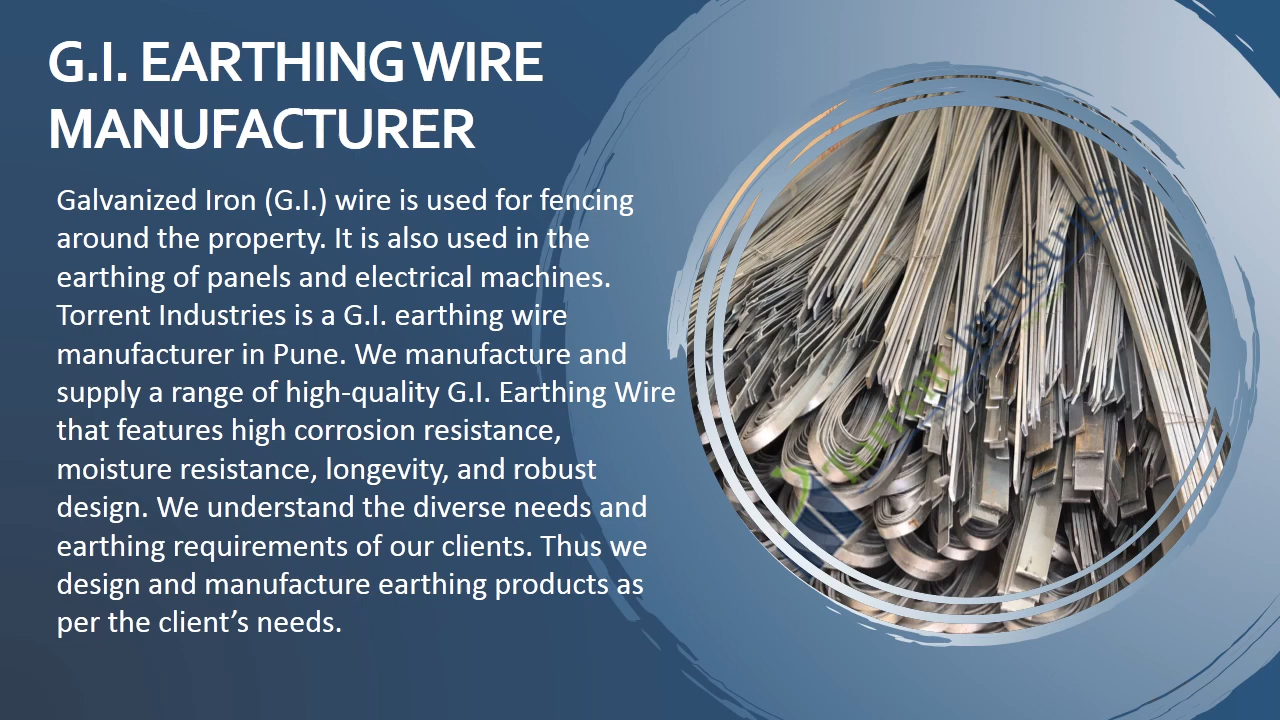 G.I. EARTHING WIRE
MANUFACTURER
Galvanized Iron (G.I.) wire is used for fencing
around the property. It is also used in the
earthing of panels and electrical machines.
Torrent Industries is a G.I. earthing wire
manufacturer in Pune. We manufacture and
supply a range of high-quality G.I. Earthing Wire
that features high corrosion resistance,
moisture resistance, longevity, and robust
design. We understand the diverse needs and
earthing requirements of our clients. Thus we
design and manufacture earthing products as
per the client’s needs.
Torrent Industries